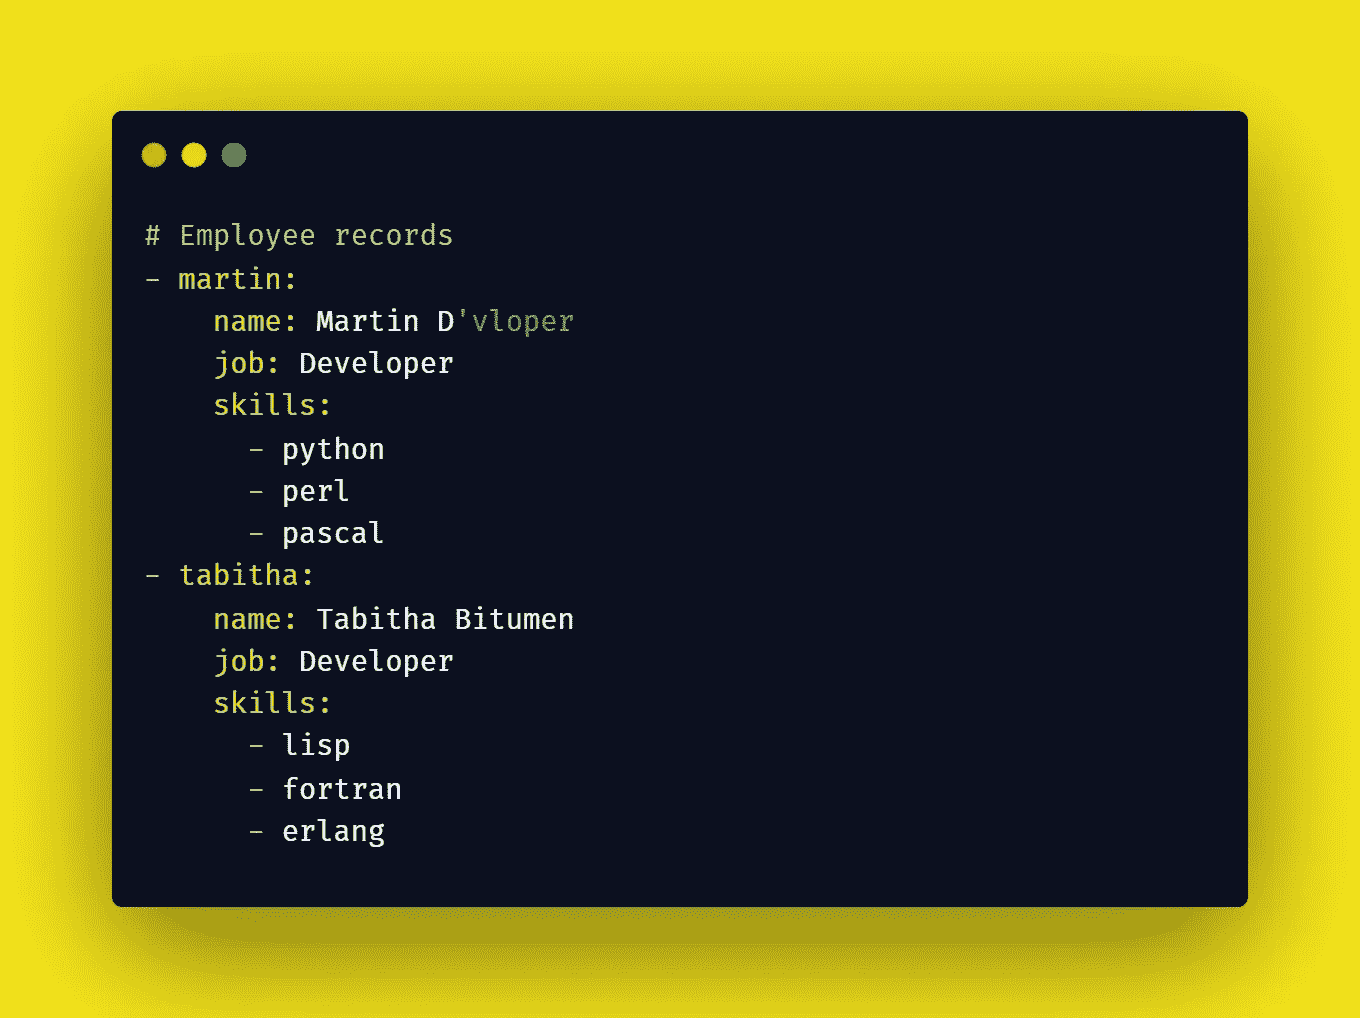 # Employee records
- martin:
    name: Martin D'vloper
    job: Developer
    skills:
      - python
      - perl
      - pascal
- tabitha:
    name: Tabitha Bitumen
    job: Developer
    skills:
      - lisp
      - fortran
      - erlang